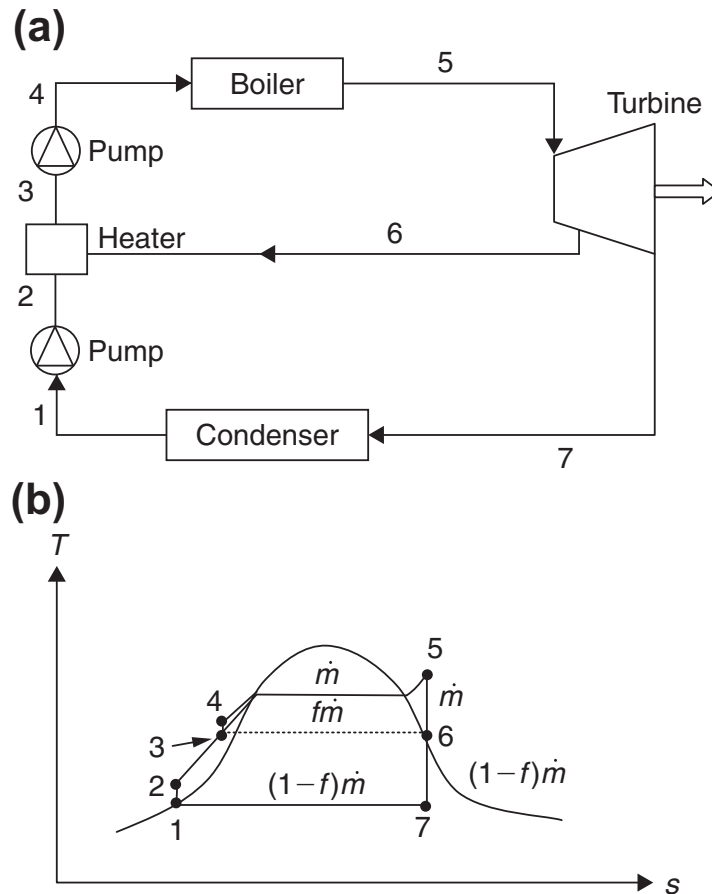 (a)
5
4
Boiler
Turbine
Pump
3
Heater
6
2
Pump
1
Condenser
7
(b)
T
5
ṁ
4
ṁ
fṁ
3
6
2
(1−f)ṁ
(1−f)ṁ
1
7
s